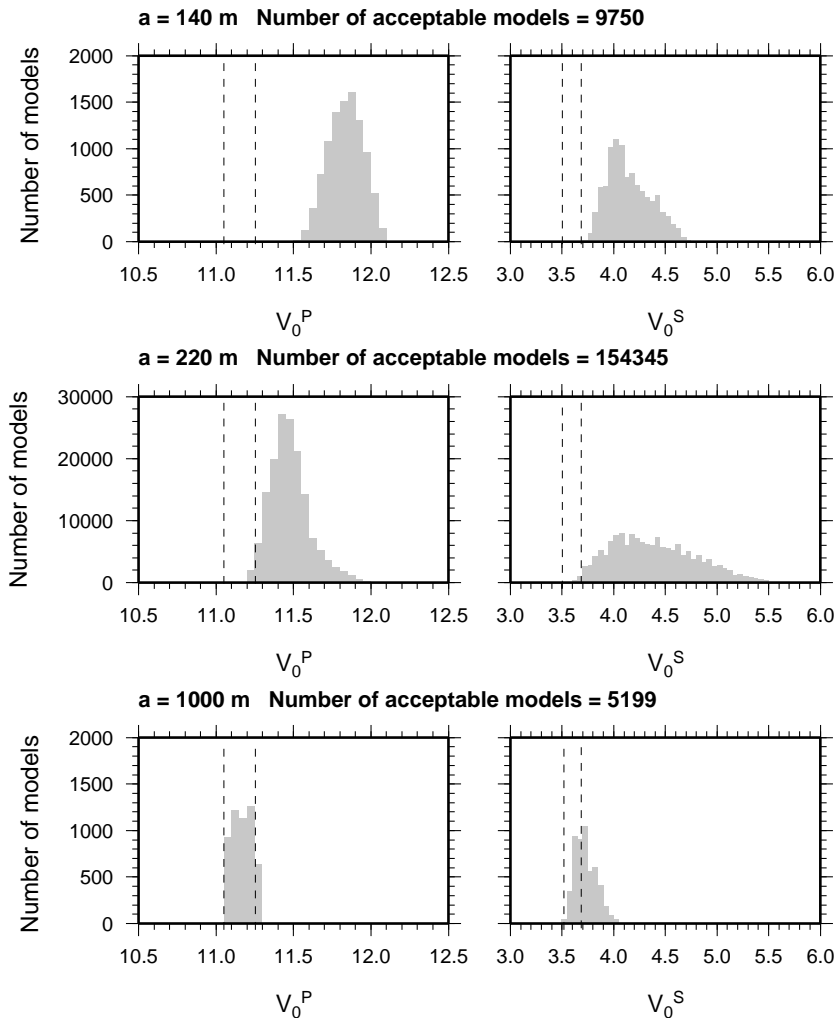 a = 140 m Number of acceptable models = 9750
Number of models
2000
1500
1000
500
0
10.5 11.0 11.5 12.0 12.5
V0P
3.0 3.5 4.0 4.5 5.0 5.5 6.0
V0S
a = 220 m Number of acceptable models = 154345
Number of models
30000
20000
10000
0
10.5 11.0 11.5 12.0 12.5
V0P
3.0 3.5 4.0 4.5 5.0 5.5 6.0
V0S
a = 1000 m Number of acceptable models = 5199
Number of models
2000
1500
1000
500
0
10.5 11.0 11.5 12.0 12.5
V0P
3.0 3.5 4.0 4.5 5.0 5.5 6.0
V0S